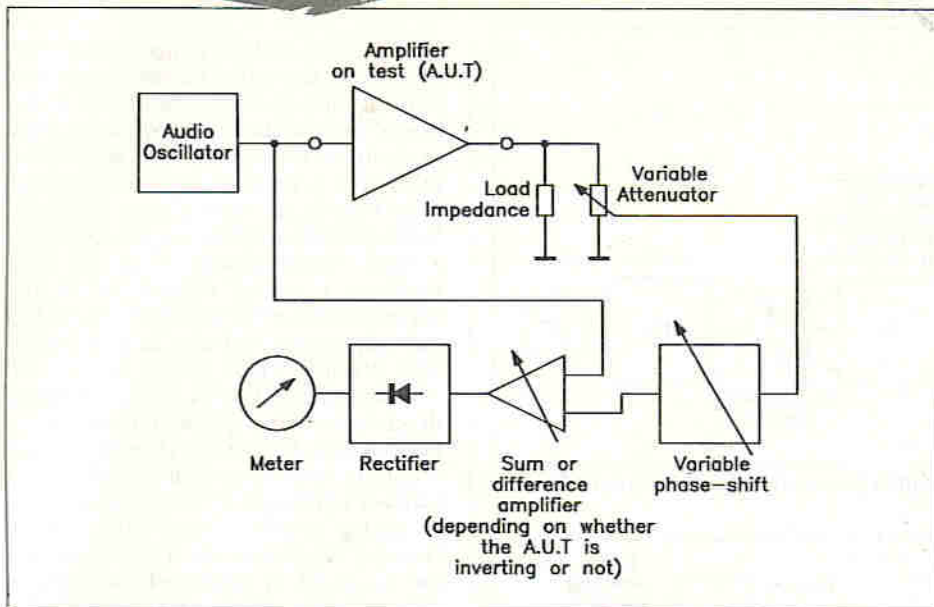 Amplifier
on test (A.U.T)
Audio
Oscillator
Load
Impedance
Variable
Attenuator
Meter
Rectifier
Sum or
difference
amplifier
(depending on whether
the A.U.T is
inverting or not)
Variable
phase-shift